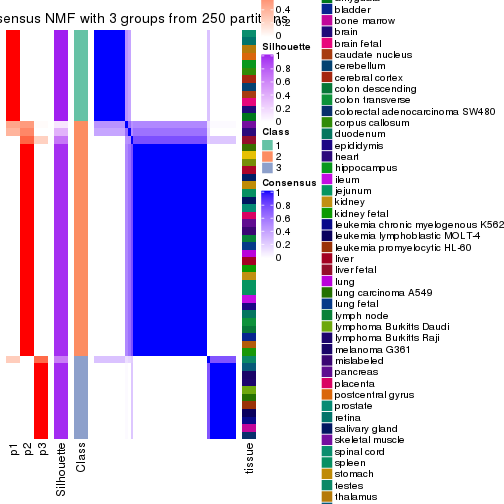 sensus NMF with 3 groups from 250 partitions
0.4
0.2
0
Silhouette
1
0.8
0.6
0.4
0.2
0
Class
1
2
3
Consensus
1
0.8
0.6
0.4
0.2
0
p1
p2
p3
Silhouette
Class
tissue
amygdala
bladder
bone marrow
brain
brain fetal
caudate nucleus
cerebellum
cerebral cortex
colon descending
colon transverse
colorectal adenocarcinoma SW480
corpus callosum
duodenum
epididymis
heart
hippocampus
ileum
jejunum
kidney
kidney fetal
leukemia chronic myelogenous K562
leukemia lymphoblastic MOLT-4
leukemia promyelocytic HL-60
liver
liver fetal
lung
lung carcinoma A549
lung fetal
lymph node
lymphoma Burkitts Daudi
lymphoma Burkitts Raji
melanoma G361
mislabeled
pancreas
placenta
postcentral gyrus
prostate
retina
salivary gland
skeletal muscle
spinal cord
spleen
stomach
testes
thalamus